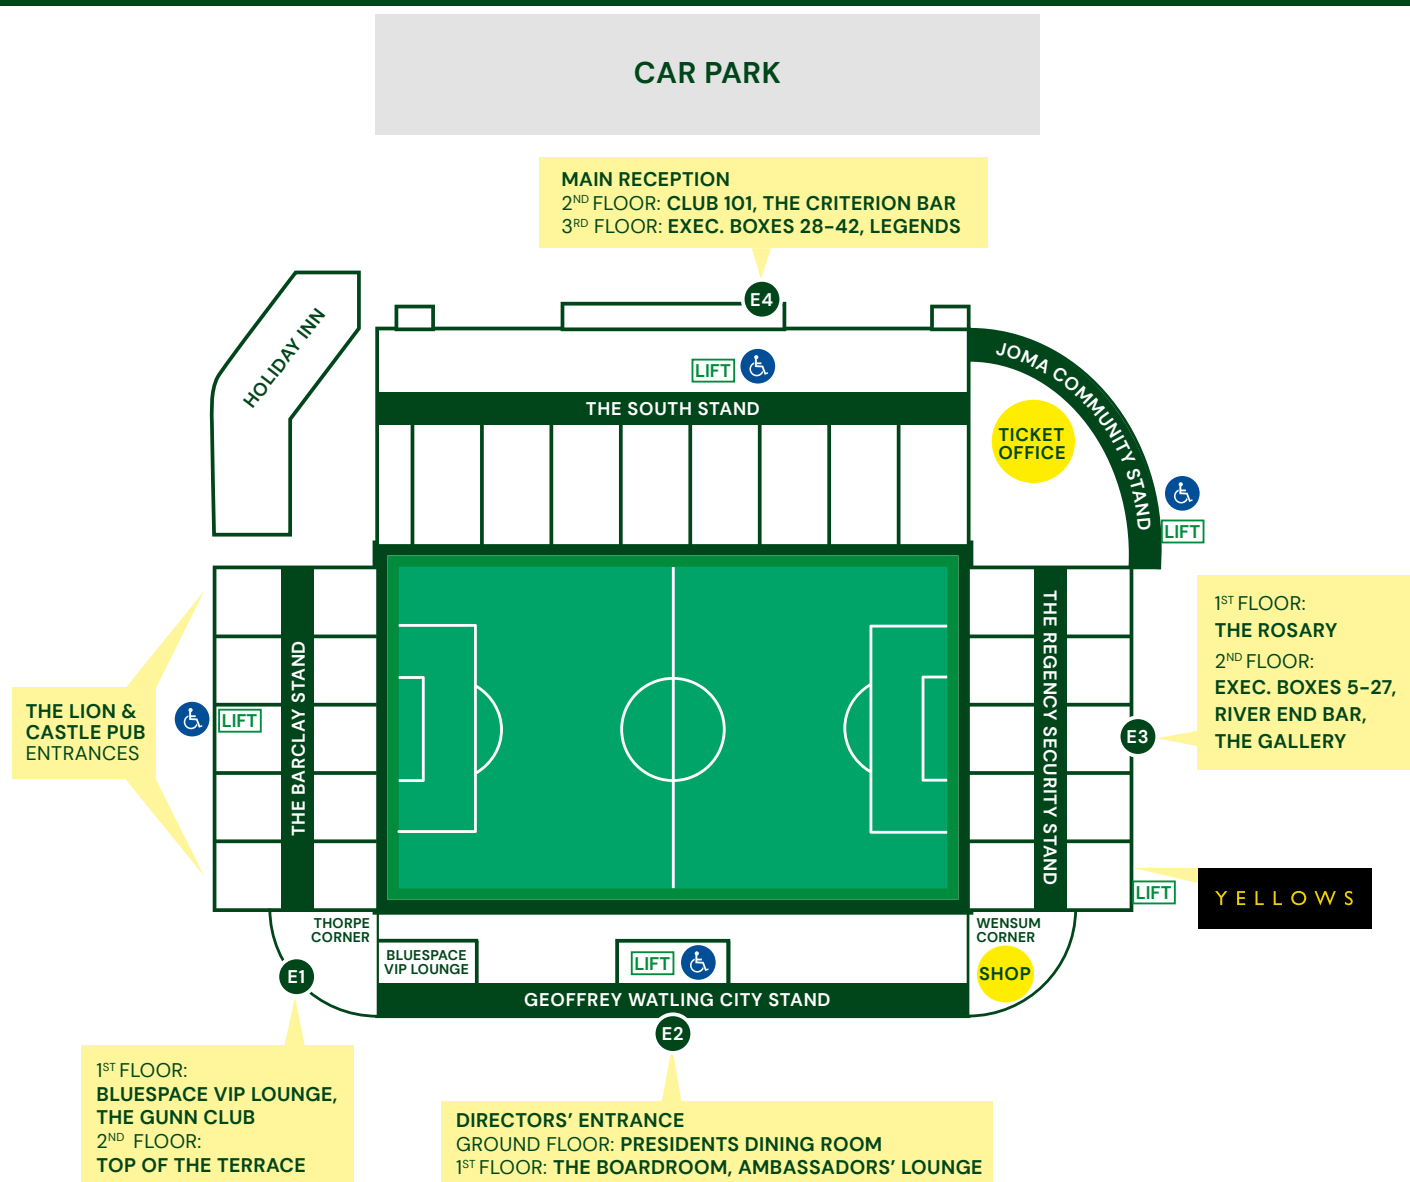 CAR PARK
MAIN RECEPTION
2ND FLOOR: CLUB 101, THE CRITERION BAR
3RD FLOOR: EXEC. BOXES 28-42, LEGENDS
E4
HOLIDAY INN
LIFT
THE SOUTH STAND
JOMA COMMUNITY STAND
TICKET
OFFICE
LIFT
1ST FLOOR:
THE ROSARY
2ND FLOOR:
EXEC. BOXES 5-27,
RIVER END BAR,
THE GALLERY
E3
THE REGENCY SECURITY STAND
THE BARCLAY STAND
THE LION &
CASTLE PUB
ENTRANCES
LIFT
LIFT
YELLOWS
THORPE
CORNER
BLUESPACE
VIP LOUNGE
LIFT
WENSUM
CORNER
SHOP
E1
GEOFFREY WATLING CITY STAND
E2
1ST FLOOR:
BLUESPACE VIP LOUNGE,
THE GUNN CLUB
2ND FLOOR:
TOP OF THE TERRACE
DIRECTORS’ ENTRANCE
GROUND FLOOR: PRESIDENTS DINING ROOM
1ST FLOOR: THE BOARDROOM, AMBASSADORS’ LOUNGE